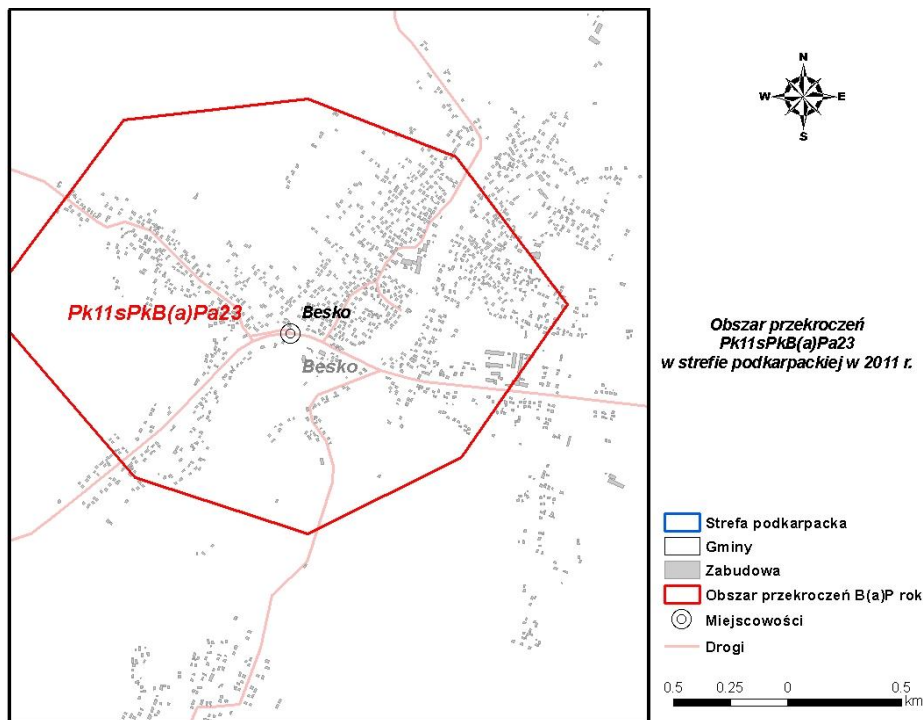 Pk11sPkB(a)Pa23
Besko
Besko
N
W E
S
Obszar przekroczeń
Pk11sPkB(a)Pa23
w strefie podkarpackiej w 2011 r.
Strefa podkarpacka
Gminy
Zabudowa
Obszar przekroczeń B(a)P rok
Miejscowości
Drogi
0.5 0.25 0 0.5
km